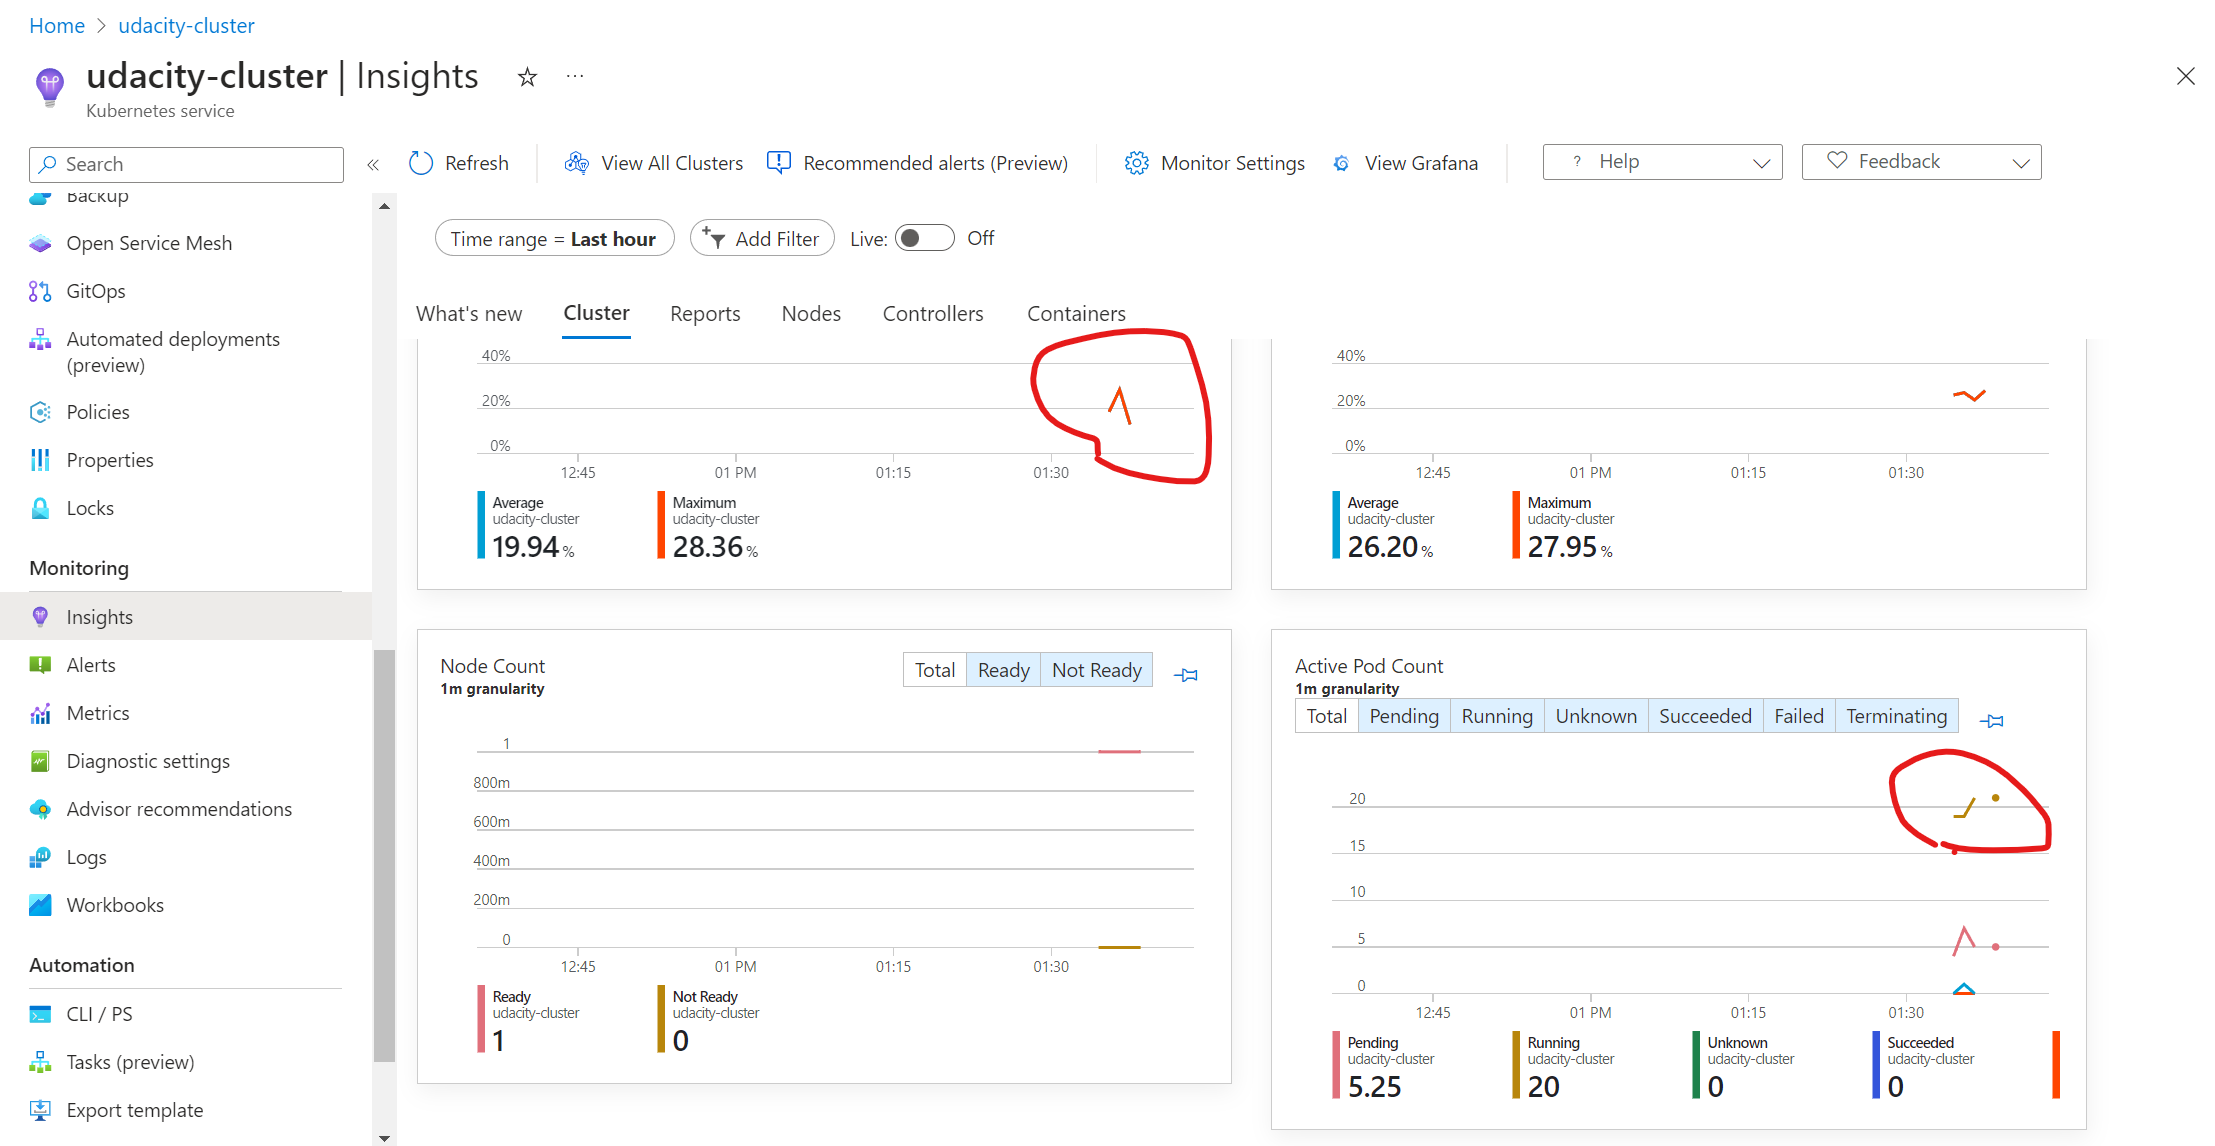 Home > udacity-cluster
udacity-cluster | Insights
Kubernetes service
Search
Refresh
View All Clusters
Recommended alerts (Preview)
Monitor Settings
View Grafana
? Help
Feedback
Backup
Open Service Mesh
GitOps
Automated deployments
(preview)
Policies
Properties
Locks
Monitoring
Insights
Alerts
Metrics
Diagnostic settings
Advisor recommendations
Logs
Workbooks
Automation
CLI / PS
Tasks (preview)
Export template
Time range = Last hour
Add Filter
Live:
Off
What's new
Cluster
Reports
Nodes
Controllers
Containers
40%
20%
0%
12:45
01 PM
01:15
01:30
Average
udacity-cluster
19.94 %
Maximum
udacity-cluster
28.36 %
40%
20%
0%
12:45
01 PM
01:15
01:30
Average
udacity-cluster
26.20 %
Maximum
udacity-cluster
27.95 %
Node Count
1m granularity
Total
Ready
Not Ready
1
800m
600m
400m
200m
0
12:45
01 PM
01:15
01:30
Ready
udacity-cluster
1
Not Ready
udacity-cluster
0
Active Pod Count
1m granularity
Total
Pending
Running
Unknown
Succeeded
Failed
Terminating
20
15
10
5
0
12:45
01 PM
01:15
01:30
Pending
udacity-cluster
5.25
Running
udacity-cluster
20
Unknown
udacity-cluster
0
Succeeded
udacity-cluster
0